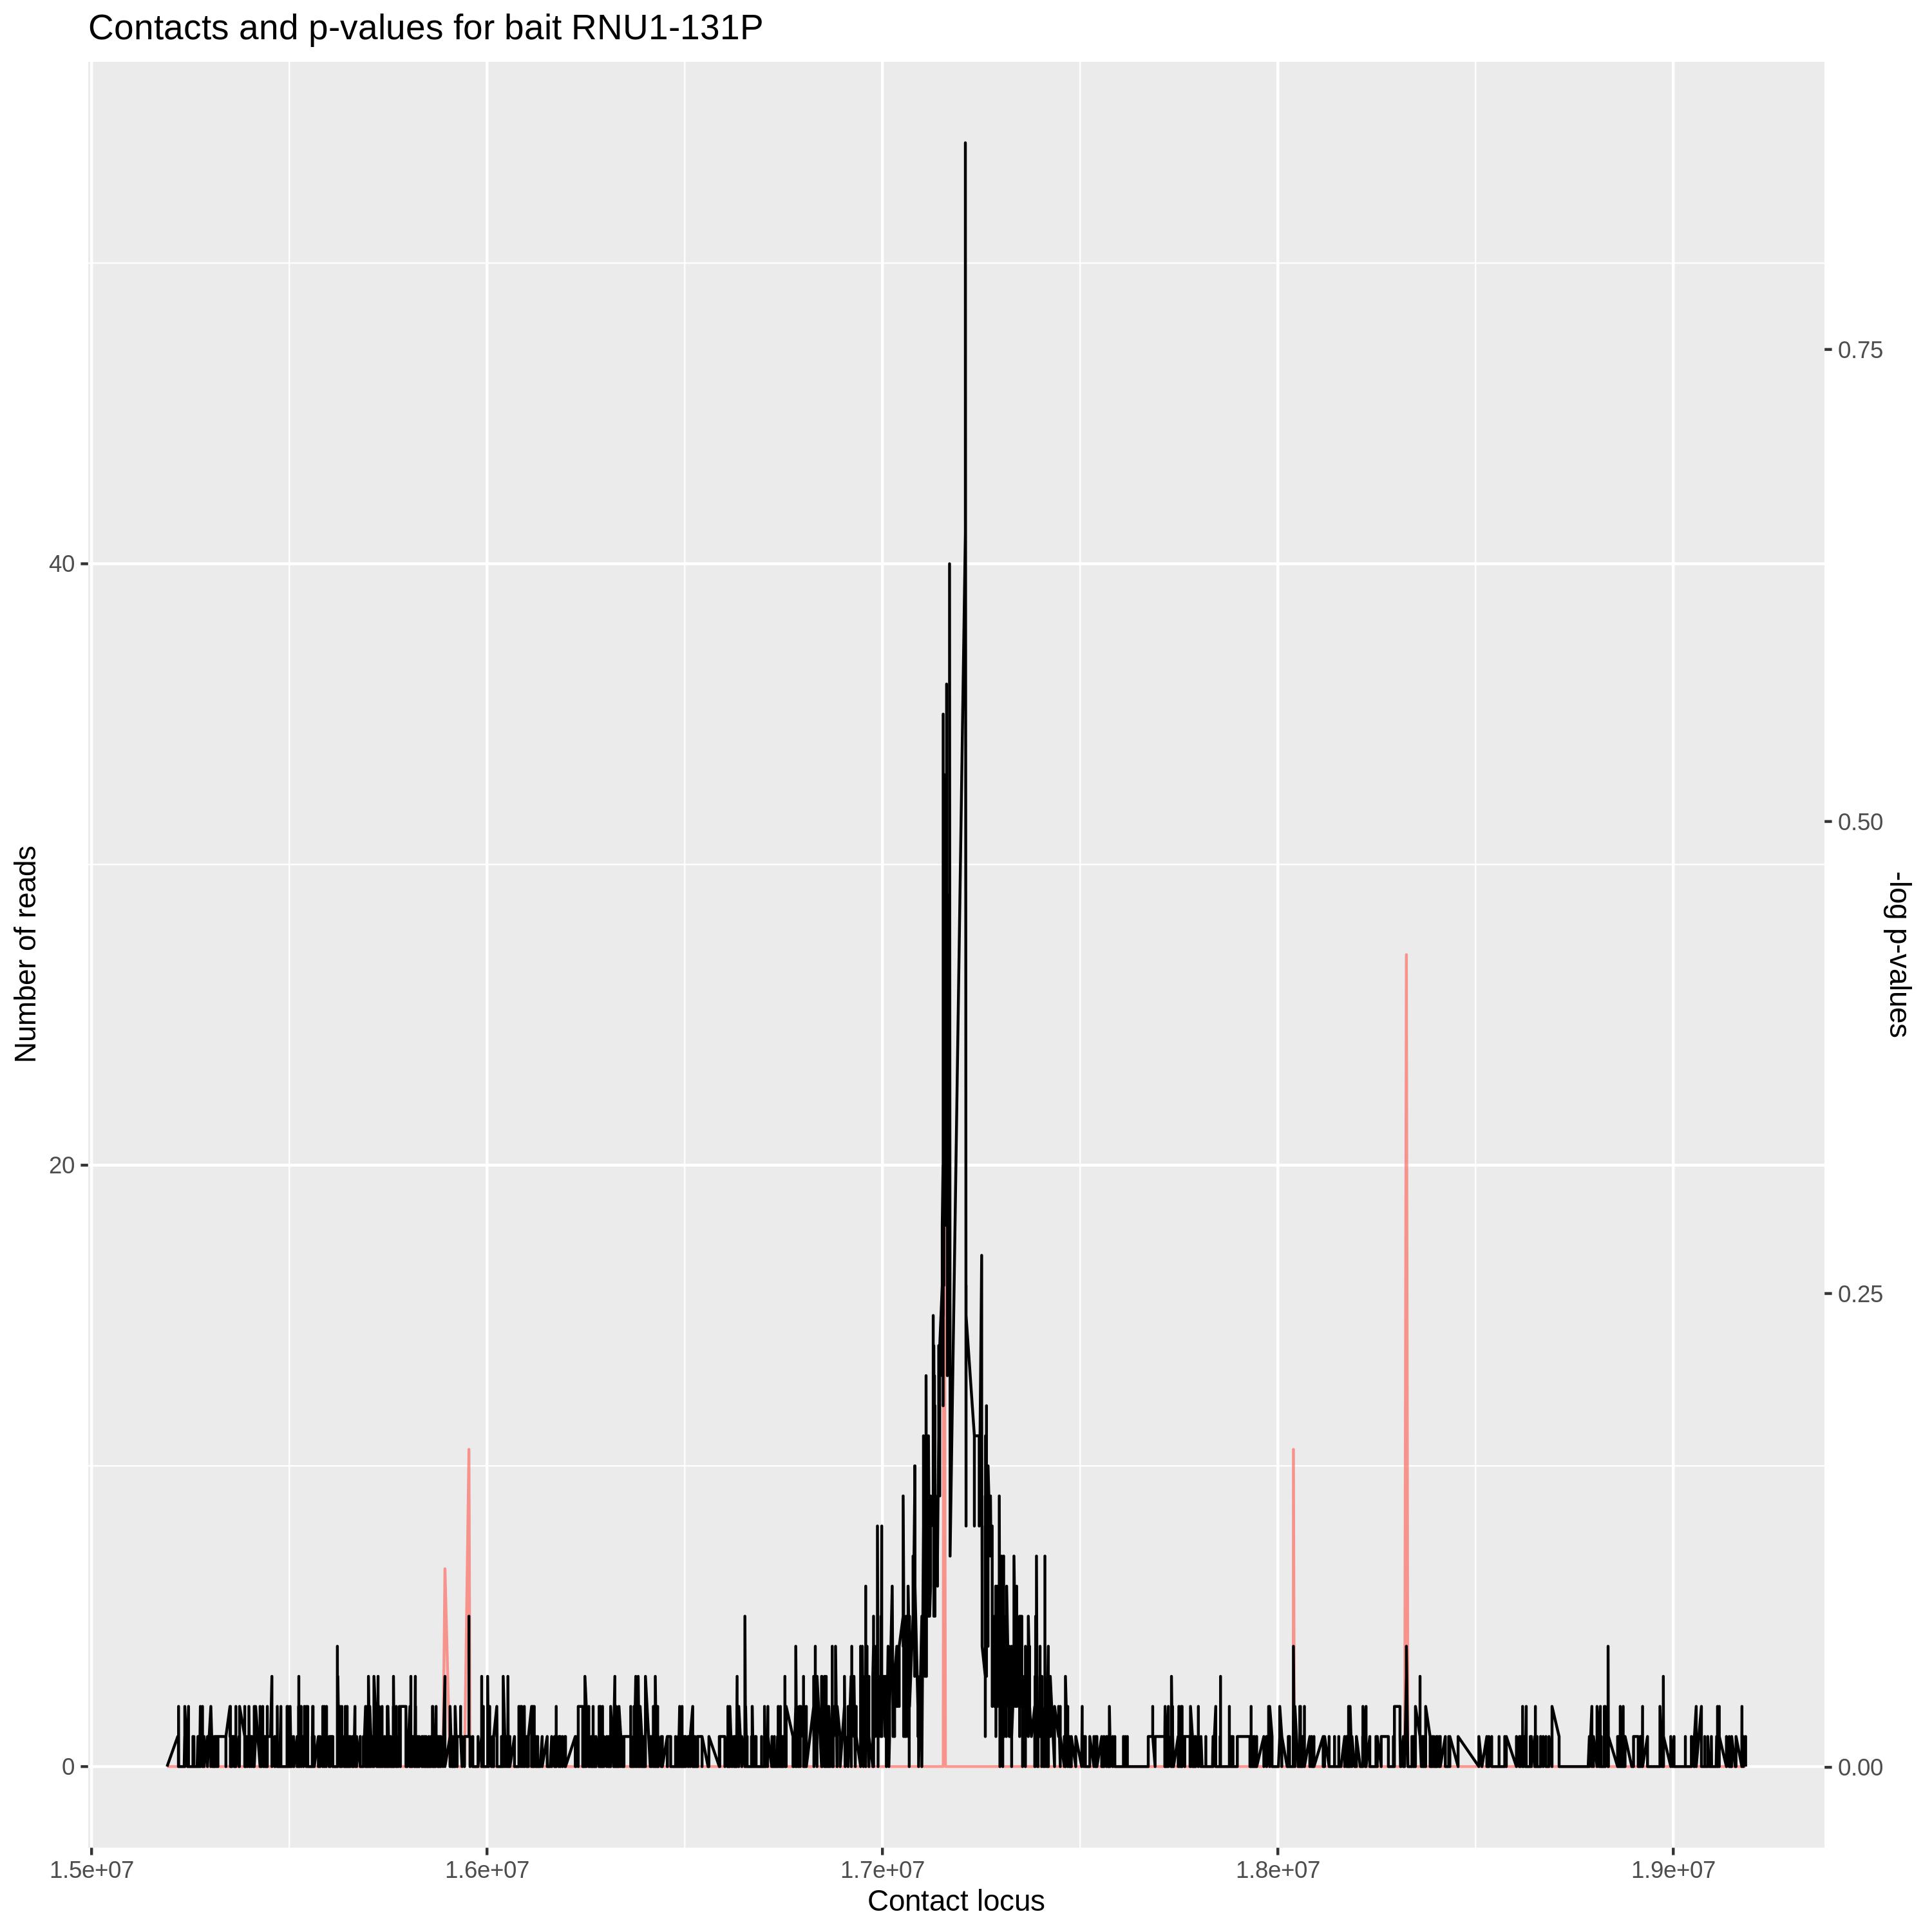 Contacts and p-values for bait RNU1-131P
Number of reads
40
20
0
0.75
0.50
0.25
0.00
-log p-values
1.5e+07 1.6e+07 1.7e+07 1.8e+07 1.9e+07
Contact locus